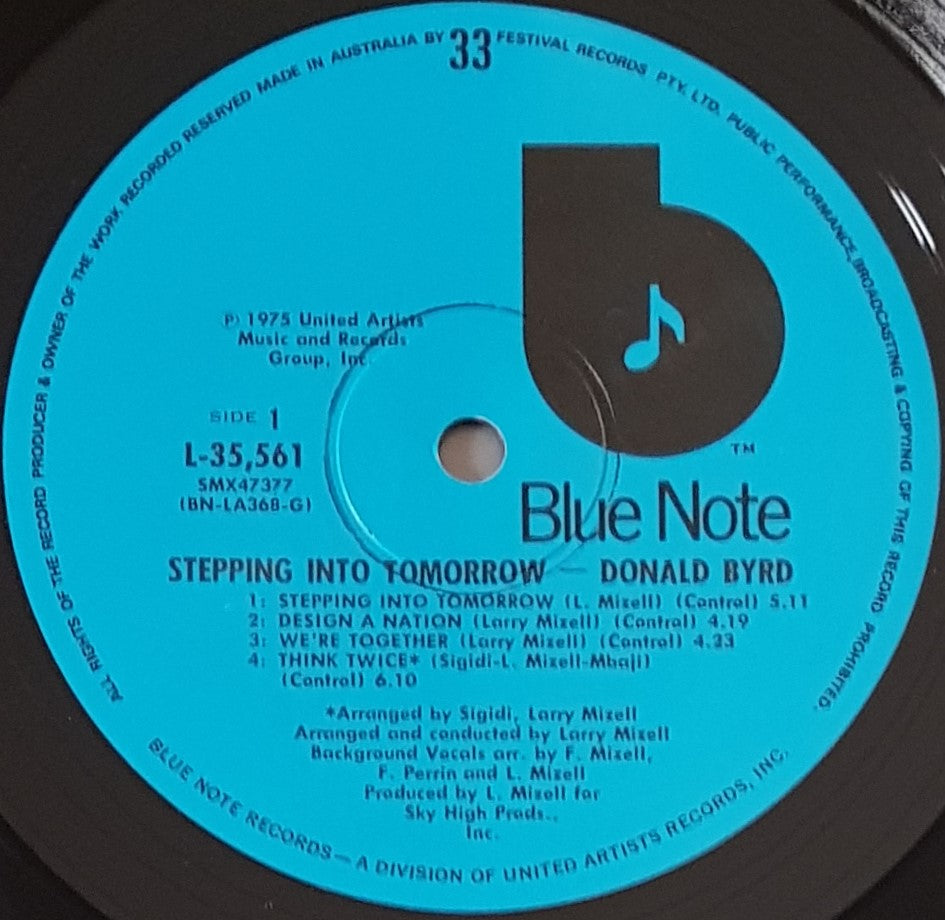 ALL RIGHTS OF THE RECORD PRODUCER & OWNER OF THE WORK RECORDED RESERVED MADE IN AUSTRALIA BY FESTIVAL RECORDS PTY. LTD. PUBLIC PERFORMANCE, BROADCASTING & COPYING OF THIS RECORD PROHIBITED.
33
℗ 1975 United Artists
Music and Records
Group, Inc.
SIDE 1
L-35,561
SMX47377
(BN-LA368-G)
TM
Blue Note
STEPPING INTO TOMORROW — DONALD BYRD
1: STEPPING INTO TOMORROW (L. Mizell) (Control) 5.11
2: DESIGN A NATION (Larry Mizell) (Control) 4.19
3: WE'RE TOGETHER (Larry Mizell) (Control) 4.23
4: THINK TWICE* (Sigidi-L. Mizell-Mbaji)
(Control) 6.10
*Arranged by Sigidi, Larry Mizell
Arranged and conducted by Larry Mizell
Background Vocals arr. by F. Mizell,
F. Perrin and L. Mizell
Produced by L. Mizell for
Sky High Prods.,
Inc.
BLUE NOTE RECORDS — A DIVISION OF UNITED ARTISTS RECORDS, INC.